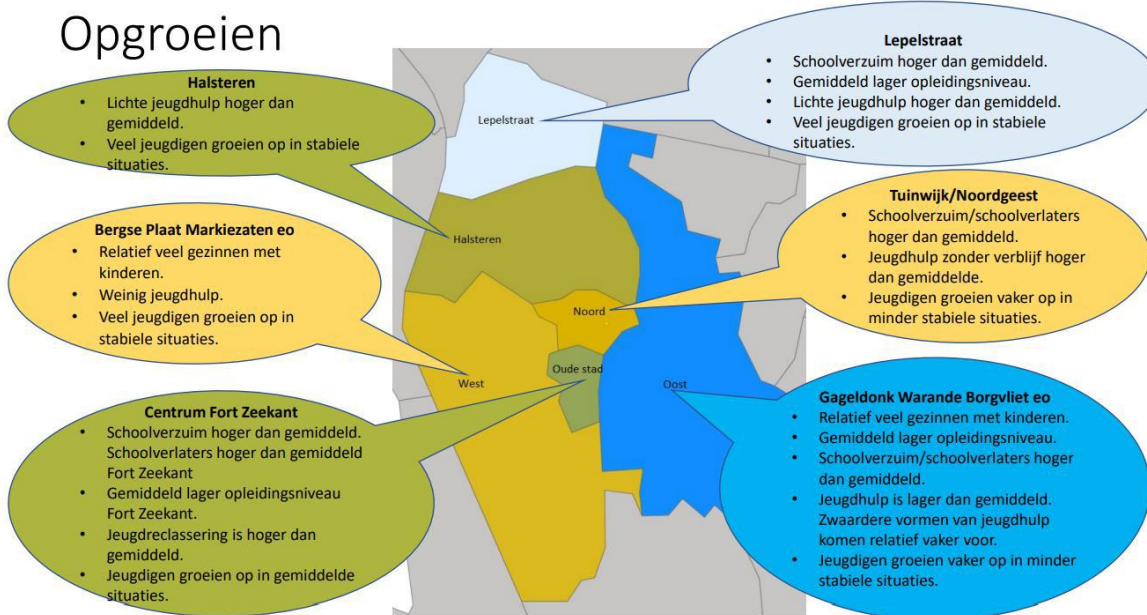 Opgroeien
Halsteren
• Lichte jeugdhulp hoger dan
gemiddeld.
• Veel jeugdigen groeien op in stabiele
situaties.
Lepelstraat
• Schoolverzuim hoger dan gemiddeld.
• Gemiddeld lager opleidingsniveau.
• Lichte jeugdhulp hoger dan gemiddeld.
• Veel jeugdigen groeien op in stabiele
situaties.
Bergse Plaat Markiezaten eo
• Relatief veel gezinnen met
kinderen.
• Weinig jeugdhulp.
• Veel jeugdigen groeien op in
stabiele situaties.
Tuinwijk/Noordgeest
• Schoolverzuim/schoolverlaters
hoger dan gemiddeld.
• Jeugdhulp zonder verblijf hoger
dan gemiddelde.
• Jeugdigen groeien vaker op in
minder stabiele situaties.
Centrum Fort Zeekant
• Schoolverzuim hoger dan gemiddeld.
Schoolverlaters hoger dan gemiddeld
Fort Zeekant
• Gemiddeld lager opleidingsniveau
Fort Zeekant.
• Jeugdreclassering is hoger dan
gemiddeld.
• Jeugdigen groeien op in gemiddelde
situaties.
Gageldonk Warande Borgvliet eo
• Relatief veel gezinnen met kinderen.
• Gemiddeld lager opleidingsniveau.
• Schoolverzuim/schoolverlaters hoger
dan gemiddeld.
• Jeugdhulp is lager dan gemiddeld.
Zwaardere vormen van jeugdhulp
komen relatief vaker voor.
• Jeugdigen groeien vaker op in minder
stabiele situaties.
Lepelstraat
Halsteren
Noord
Oude stad
West
Oost